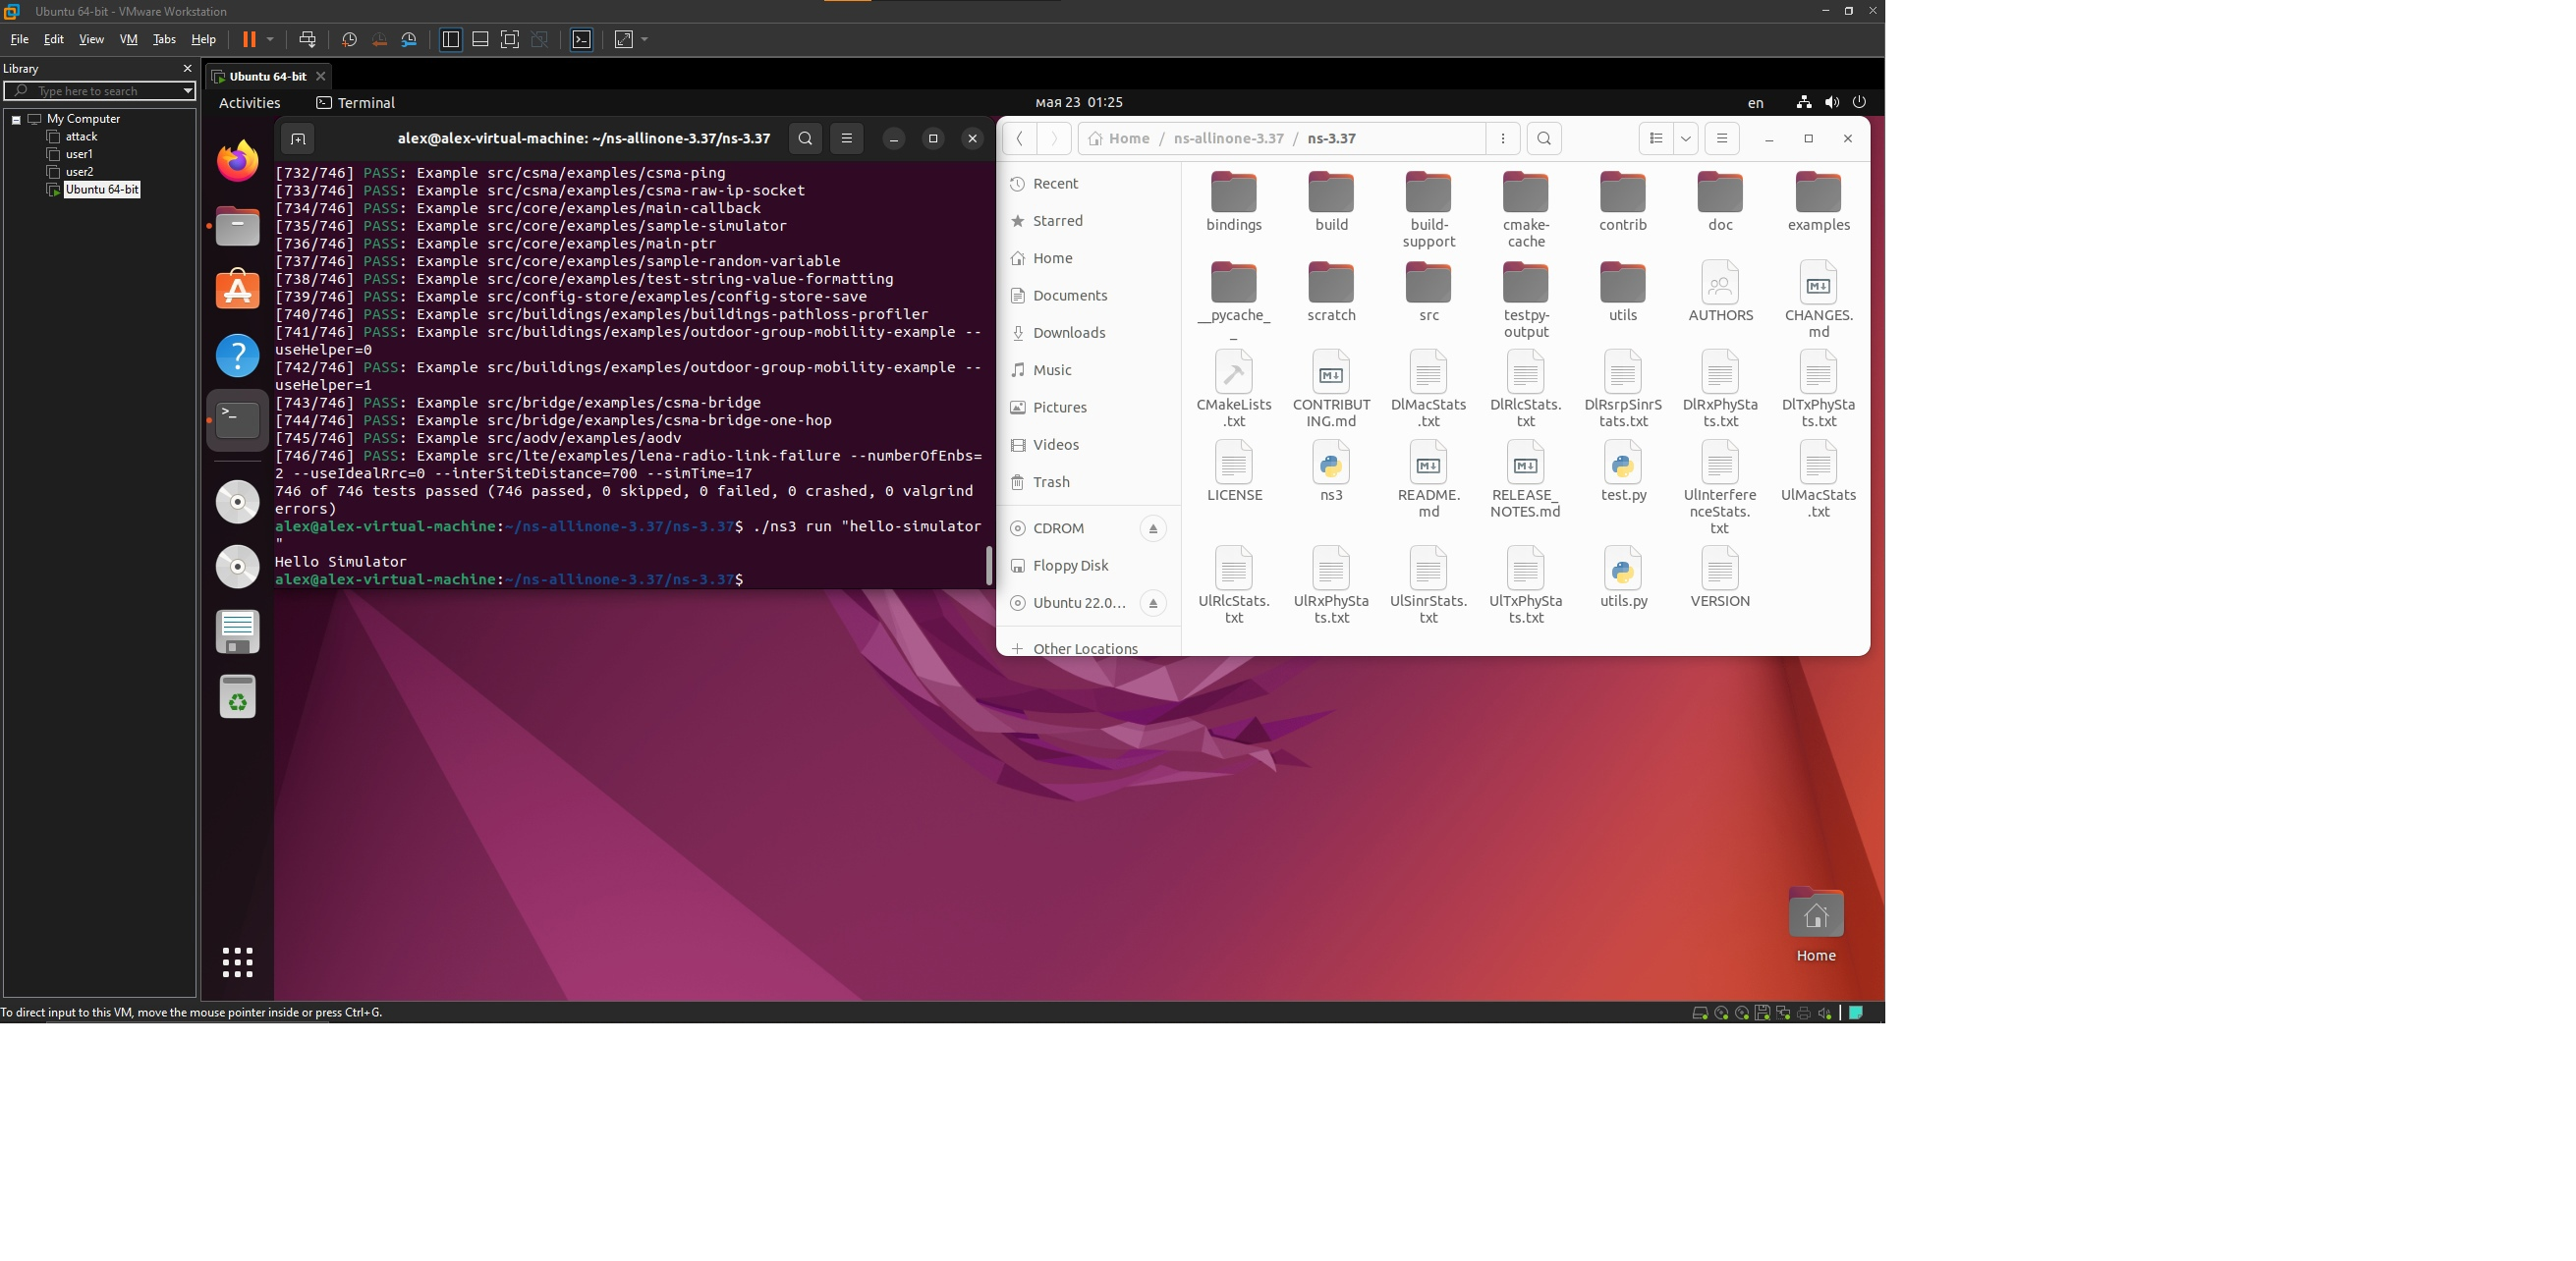 Ubuntu 64-bit - VMware Workstation
File Edit View VM Tabs Help
Library
Type here to search
My Computer
attack
user1
user2
Ubuntu 64-bit
Ubuntu 64-bit
Activities Terminal мая 23 01:25 en
alex@alex-virtual-machine: ~/ns-allinone-3.37/ns-3.37
[732/746] PASS: Example src/csma/examples/csma-ping
[733/746] PASS: Example src/csma/examples/csma-raw-ip-socket
[734/746] PASS: Example src/core/examples/main-callback
[735/746] PASS: Example src/core/examples/sample-simulator
[736/746] PASS: Example src/core/examples/main-ptr
[737/746] PASS: Example src/core/examples/sample-random-variable
[738/746] PASS: Example src/core/examples/test-string-value-formatting
[739/746] PASS: Example src/config-store/examples/config-store-save
[740/746] PASS: Example src/buildings/examples/buildings-pathloss-profiler
[741/746] PASS: Example src/buildings/examples/outdoor-group-mobility-example --
useHelper=0
[742/746] PASS: Example src/buildings/examples/outdoor-group-mobility-example --
useHelper=1
[743/746] PASS: Example src/bridge/examples/csma-bridge
[744/746] PASS: Example src/bridge/examples/csma-bridge-one-hop
[745/746] PASS: Example src/aodv/examples/aodv
[746/746] PASS: Example src/lte/examples/lena-radio-link-failure --numberOfEnbs=
2 --useIdealRrc=0 --interSiteDistance=700 --simTime=17
746 of 746 tests passed (746 passed, 0 skipped, 0 failed, 0 crashed, 0 valgrind
errors)
alex@alex-virtual-machine:~/ns-allinone-3.37/ns-3.37$ ./ns3 run "hello-simulator
"
Hello Simulator
alex@alex-virtual-machine:~/ns-allinone-3.37/ns-3.37$
Home / ns-allinone-3.37 / ns-3.37
Recent
Starred
Home
Documents
Downloads
Music
Pictures
Videos
Trash
CDROM
Floppy Disk
Ubuntu 22.0…
Other Locations
bindings build build- cmake- contrib doc examples
support cache
__pycache_ scratch src testpy- utils AUTHORS CHANGES.
_ output md
CMakeLists CONTRIBUT DlMacStats DlRlcStats. DlRsrpSinrS DlRxPhySta DlTxPhySta
.txt ING.md .txt txt tats.txt ts.txt ts.txt
LICENSE ns3 README. RELEASE_ test.py UlInterfere UlMacStats
md NOTES.md nceStats. .txt
txt
UlRlcStats. UlRxPhySta UlSinrStats. UlTxPhySta utils.py VERSION
txt ts.txt txt ts.txt
Home
To direct input to this VM, move the mouse pointer inside or press Ctrl+G.